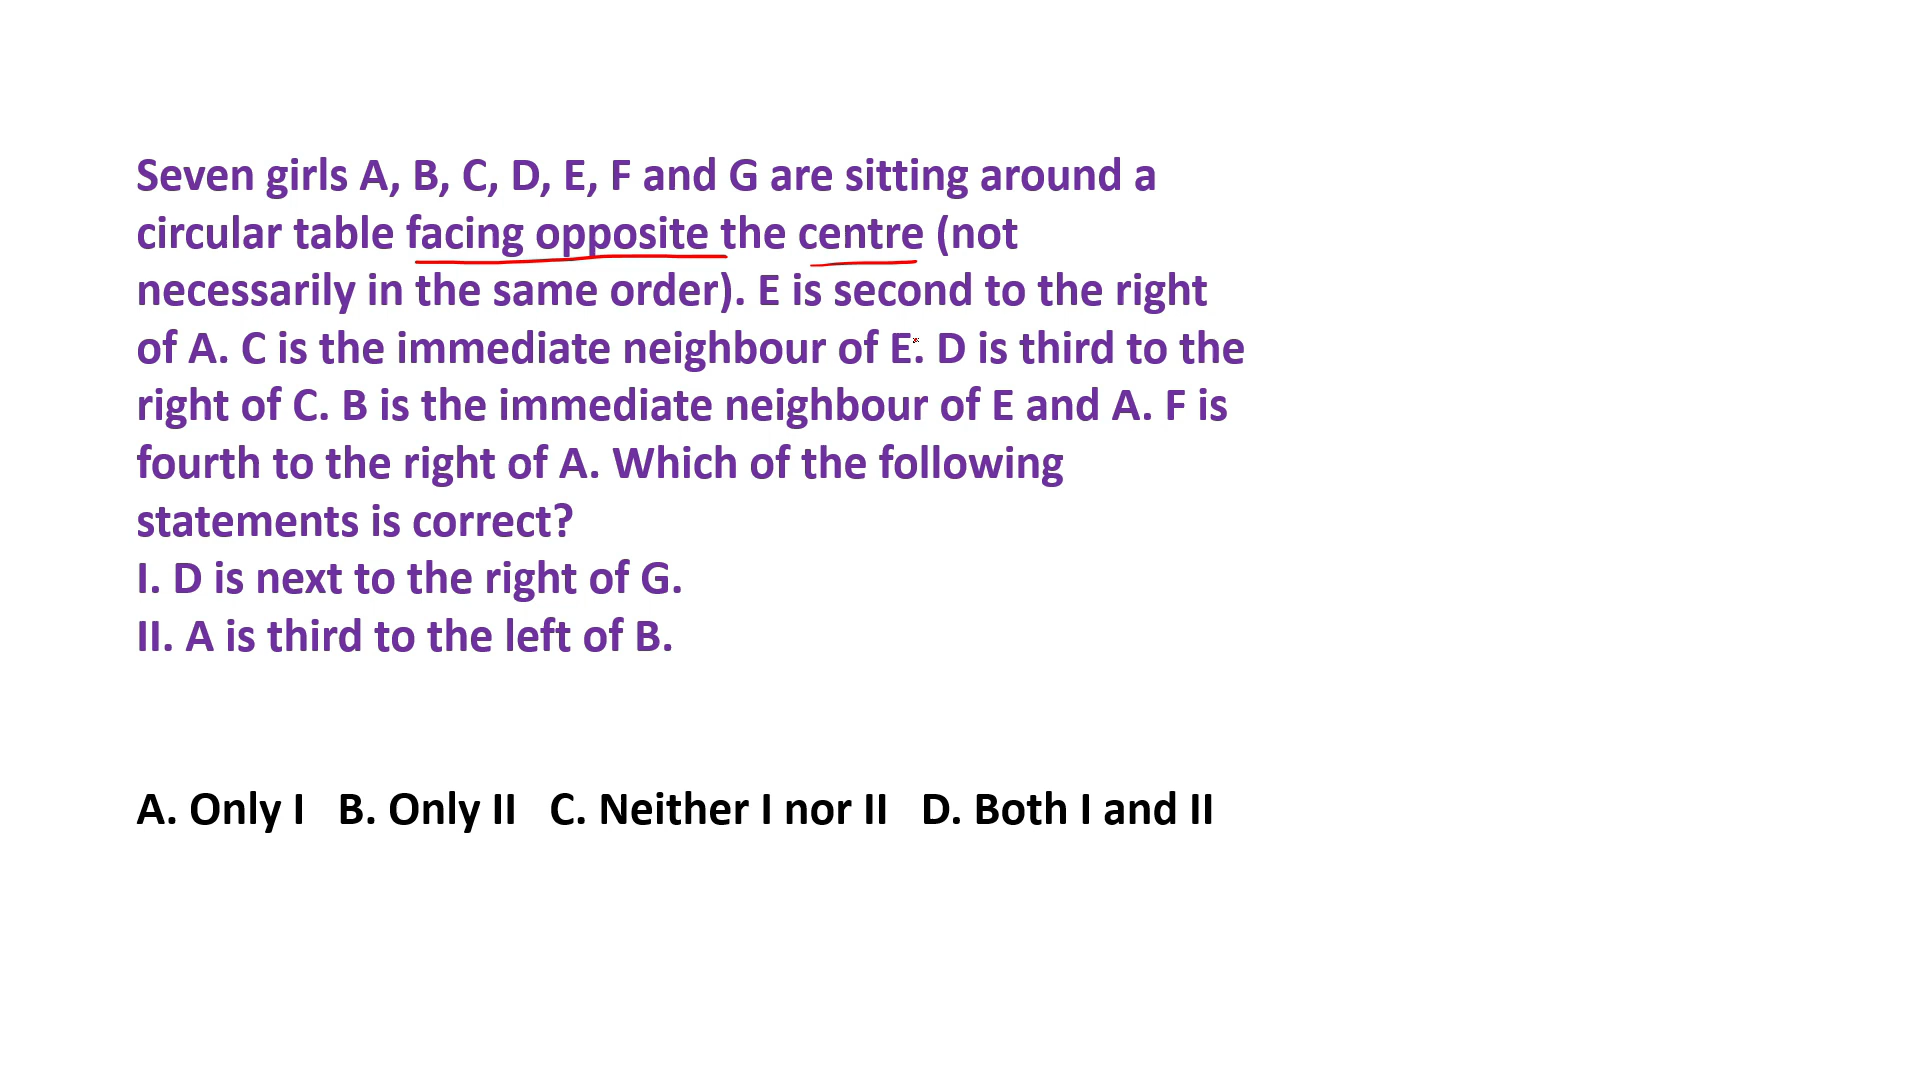 Seven girls A, B, C, D, E, F and G are sitting around a
circular table facing opposite the centre (not
necessarily in the same order). E is second to the right
of A. C is the immediate neighbour of E. D is third to the
right of C. B is the immediate neighbour of E and A. F is
fourth to the right of A. Which of the following
statements is correct?
I. D is next to the right of G.
II. A is third to the left of B.
A. Only I   B. Only II   C. Neither I nor II   D. Both I and II